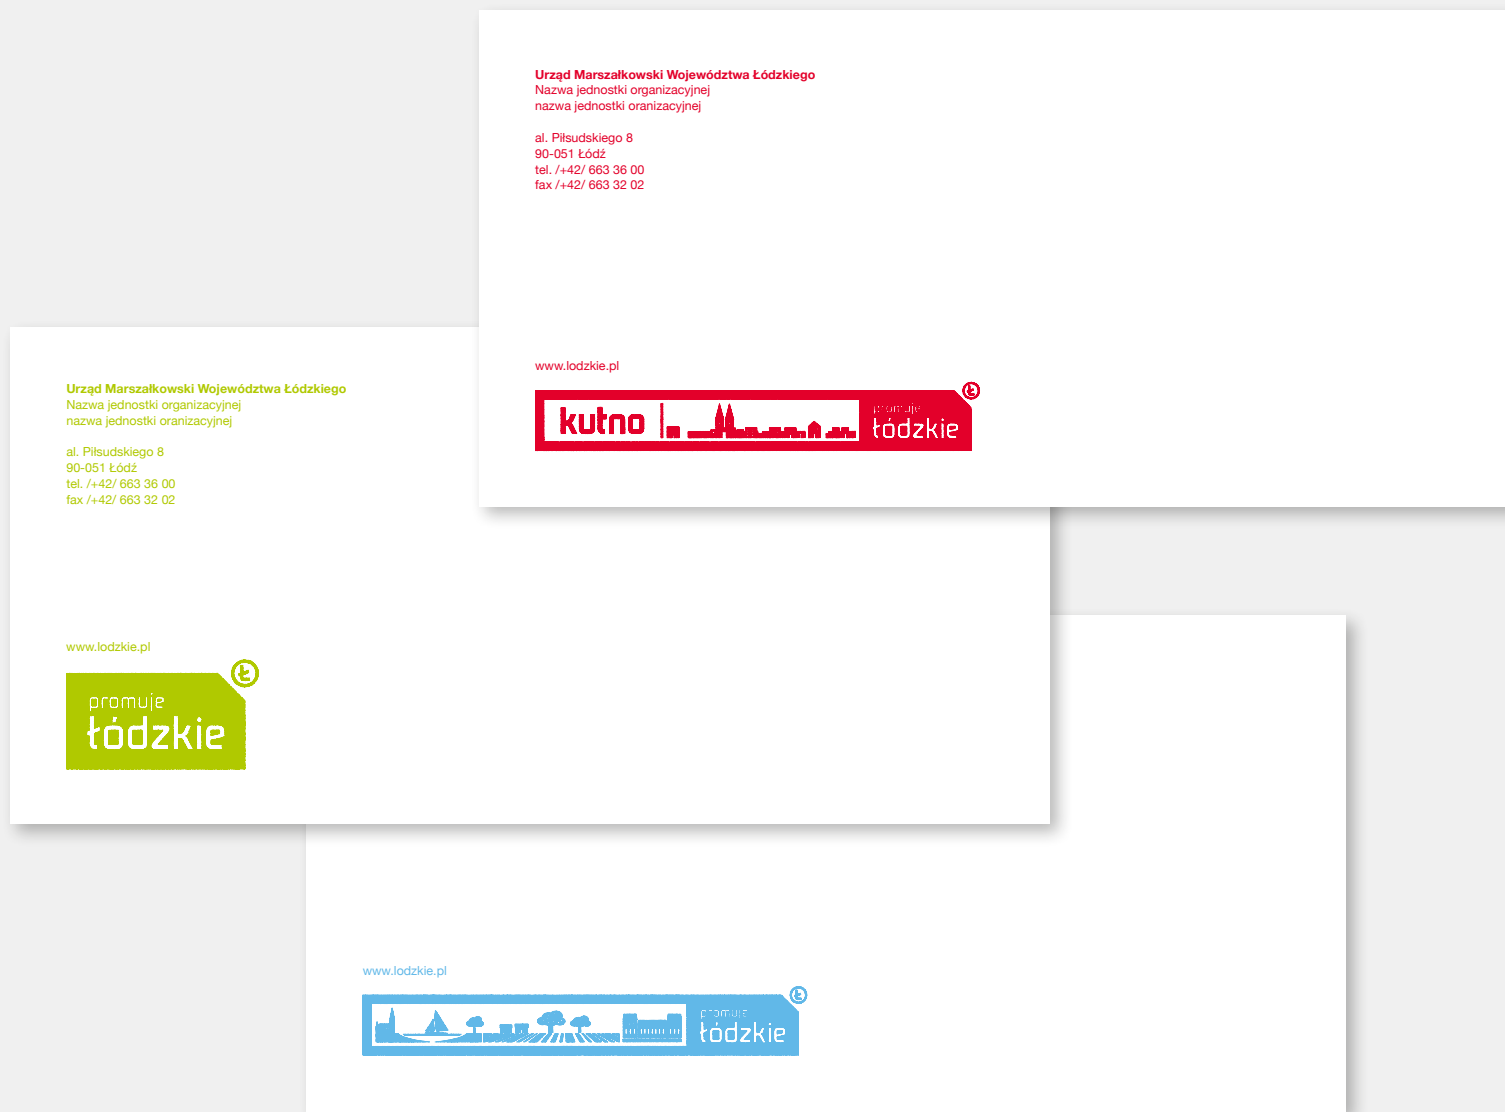 Urząd Marszałkowski Województwa Łódzkiego
Nazwa jednostki organizacyjnej
nazwa jednostki oranizacyjnej
al. Piłsudskiego 8
90-051 Łódź
tel. /+42/ 663 36 00
fax /+42/ 663 32 02
www.lodzkie.pl
kutno
promuje
łódzkie
Ł
Urząd Marszałkowski Województwa Łódzkiego
Nazwa jednostki organizacyjnej
nazwa jednostki oranizacyjnej
al. Piłsudskiego 8
90-051 Łódź
tel. /+42/ 663 36 00
fax /+42/ 663 32 02
www.lodzkie.pl
Ł
promuje
łódzkie
www.lodzkie.pl
Ł
promuje
łódzkie